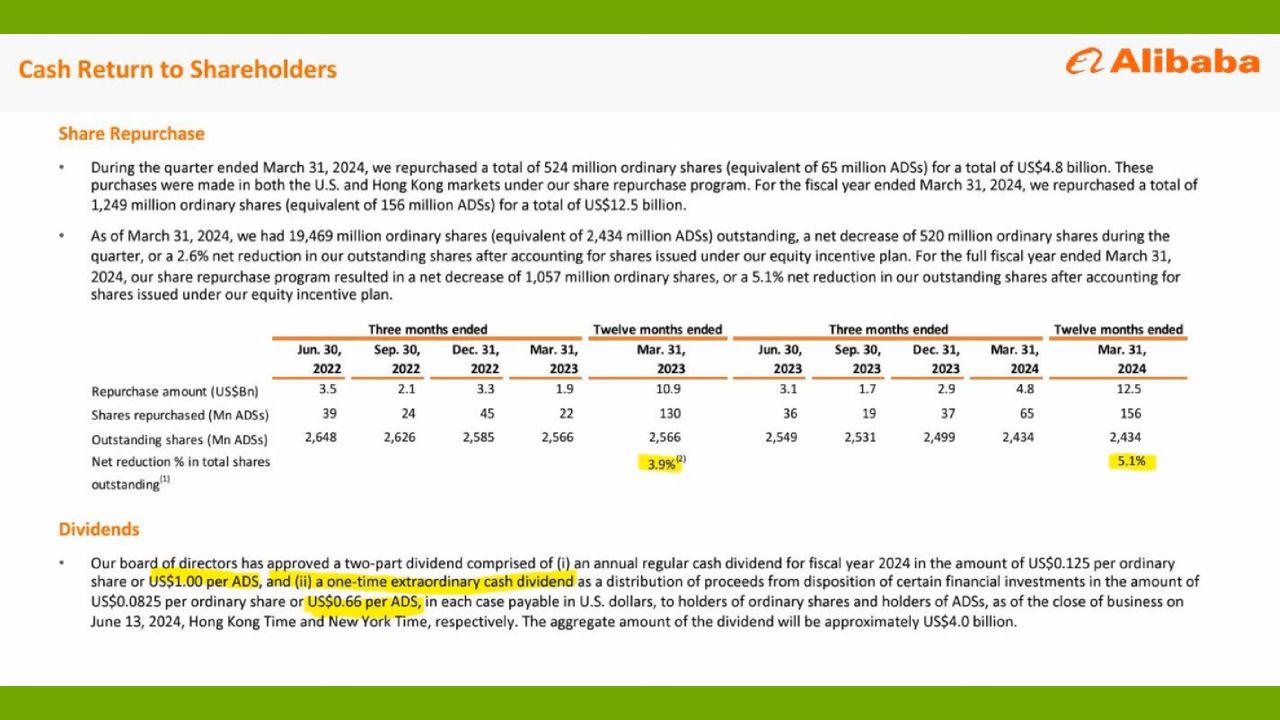 Cash Return to Shareholders
Alibaba
Share Repurchase
• During the quarter ended March 31, 2024, we repurchased a total of 524 million ordinary shares (equivalent of 65 million ADSs) for a total of US$4.8 billion. These
purchases were made in both the U.S. and Hong Kong markets under our share repurchase program. For the fiscal year ended March 31, 2024, we repurchased a total of
1,249 million ordinary shares (equivalent of 156 million ADSs) for a total of US$12.5 billion.
• As of March 31, 2024, we had 19,469 million ordinary shares (equivalent of 2,434 million ADSs) outstanding, a net decrease of 520 million ordinary shares during the
quarter, or a 2.6% net reduction in our outstanding shares after accounting for shares issued under our equity incentive plan. For the full fiscal year ended March 31,
2024, our share repurchase program resulted in a net decrease of 1,057 million ordinary shares, or a 5.1% net reduction in our outstanding shares after accounting for
shares issued under our equity incentive plan.
Three months ended Twelve months ended Three months ended Twelve months ended
Jun. 30, Sep. 30, Dec. 31, Mar. 31, Mar. 31, Jun. 30, Sep. 30, Dec. 31, Mar. 31, Mar. 31,
2022 2022 2022 2023 2023 2023 2023 2023 2024 2024
Repurchase amount (US$Bn) 3.5 2.1 3.3 1.9 10.9 3.1 1.7 2.9 4.8 12.5
Shares repurchased (Mn ADSs) 39 24 45 22 130 36 19 37 65 156
Outstanding shares (Mn ADSs) 2,648 2,626 2,585 2,566 2,566 2,549 2,531 2,499 2,434 2,434
Net reduction % in total shares 3.9%(2) 5.1%
outstanding(1)
Dividends
• Our board of directors has approved a two-part dividend comprised of (i) an annual regular cash dividend for fiscal year 2024 in the amount of US$0.125 per ordinary
share or US$1.00 per ADS, and (ii) a one-time extraordinary cash dividend as a distribution of proceeds from disposition of certain financial investments in the amount of
US$0.0825 per ordinary share or US$0.66 per ADS, in each case payable in U.S. dollars, to holders of ordinary shares and holders of ADSs, as of the close of business on
June 13, 2024, Hong Kong Time and New York Time, respectively. The aggregate amount of the dividend will be approximately US$4.0 billion.